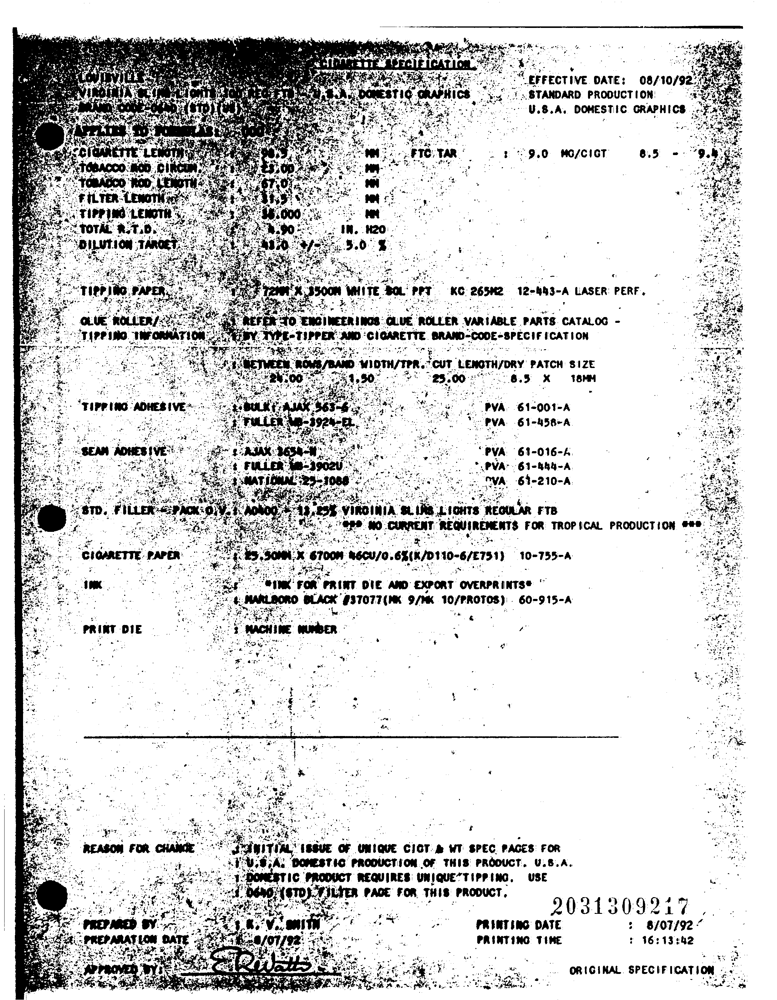 CIGARETTE SPECIFICATION
LOUISVILLE EFFECTIVE DATE: 08/10/92
VIRGINIA SLIMS LIGHTS REG FTB - U.S.A. DOMESTIC GRAPHICS STANDARD PRODUCTION
BRAND CODE-0640 (STD)(US) U.S.A. DOMESTIC GRAPHICS
APPLIES TO FORMULAS: 000
CIGARETTE LENGTH : 98.5 MM FTC TAR : 9.0 MG/CIGT 8.5 - 9.4
TOBACCO ROD CIRCUM. : 23.00 MM
TOBACCO ROD LENGTH : 67.0 MM
FILTER LENGTH : 31.5 MM
TIPPING LENGTH : 36.000 MM
TOTAL R.T.D. : 4.90 IN. H2O
DILUTION TARGET : 43.0 +/- 5.0 %
TIPPING PAPER : 72MM X 3500M WHITE SOL PPT KC 265M2 12-443-A LASER PERF.
GLUE ROLLER/ : REFER TO ENGINEERINGS GLUE ROLLER VARIABLE PARTS CATALOG -
TIPPING INFORMATION : BY TYPE-TIPPER AND CIGARETTE BRAND-CODE-SPECIFICATION
: BETWEEN ROWS/BAND WIDTH/TPR. CUT LENGTH/DRY PATCH SIZE
24.00 1.50 25.00 8.5 X 18MM
TIPPING ADHESIVE : BULK: AJAX 563-6 PVA 61-001-A
: FULLER WB-3924-EL PVA 61-458-A
SEAM ADHESIVE : AJAX 3654-N PVA 61-016-A
: FULLER WB-3902U PVA 61-444-A
: NATIONAL 25-1088 PVA 61-210-A
STD. FILLER - PACK O.V.: A0400 - 13.25% VIRGINIA SLIMS LIGHTS REGULAR FTB
*** NO CURRENT REQUIREMENTS FOR TROPICAL PRODUCTION ***
CIGARETTE PAPER : 25.50MM X 6700M 46CU/0.6%(K/D110-6/E751) 10-755-A
INK : *INK FOR PRINT DIE AND EXPORT OVERPRINTS*
: MARLBORO BLACK #37077(MK 9/MK 10/PROTOS) 60-915-A
PRINT DIE : MACHINE NUMBER
REASON FOR CHANGE : INITIAL ISSUE OF UNIQUE CIGT & WT SPEC PAGES FOR
: U.S.A. DOMESTIC PRODUCTION OF THIS PRODUCT. U.S.A.
: DOMESTIC PRODUCT REQUIRES UNIQUE TIPPING. USE
: 0640 (STD) FILTER PAGE FOR THIS PRODUCT.
2031309217
PREPARED BY : R. V. SMITH PRINTING DATE : 8/07/92
PREPARATION DATE : 8/07/92 PRINTING TIME : 16:13:42
APPROVED BY: E R Watts
ORIGINAL SPECIFICATION